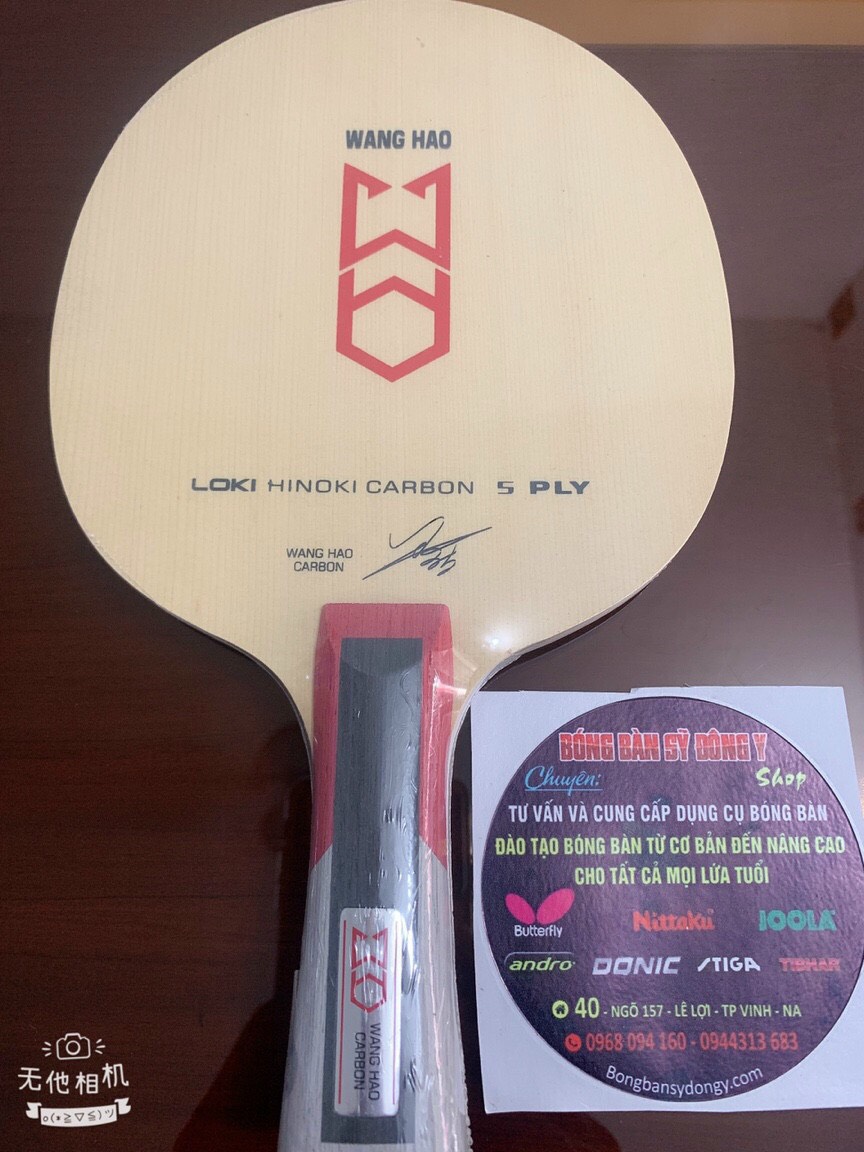 WANG HAO
LOKI HINOKI CARBON 5 PLY
WANG HAO
CARBON
WANG HAO
CARBON
BÓNG BÀN SỸ ĐÔNG Y
Chuyên:
Shop
TƯ VẤN VÀ CUNG CẤP DỤNG CỤ BÓNG BÀN
ĐÀO TẠO BÓNG BÀN TỪ CƠ BẢN ĐẾN NÂNG CAO
CHO TẤT CẢ MỌI LỨA TUỔI
Butterfly
Nittaku
JOOLA
andro
DONIC
STIGA
TIBHAR
40 - NGÕ 157 - LÊ LỢI - TP VINH - NA
0968 094 160 - 0944313 683
Bongbansydongy.com
无他相机
o(*≧▽≦)ツ